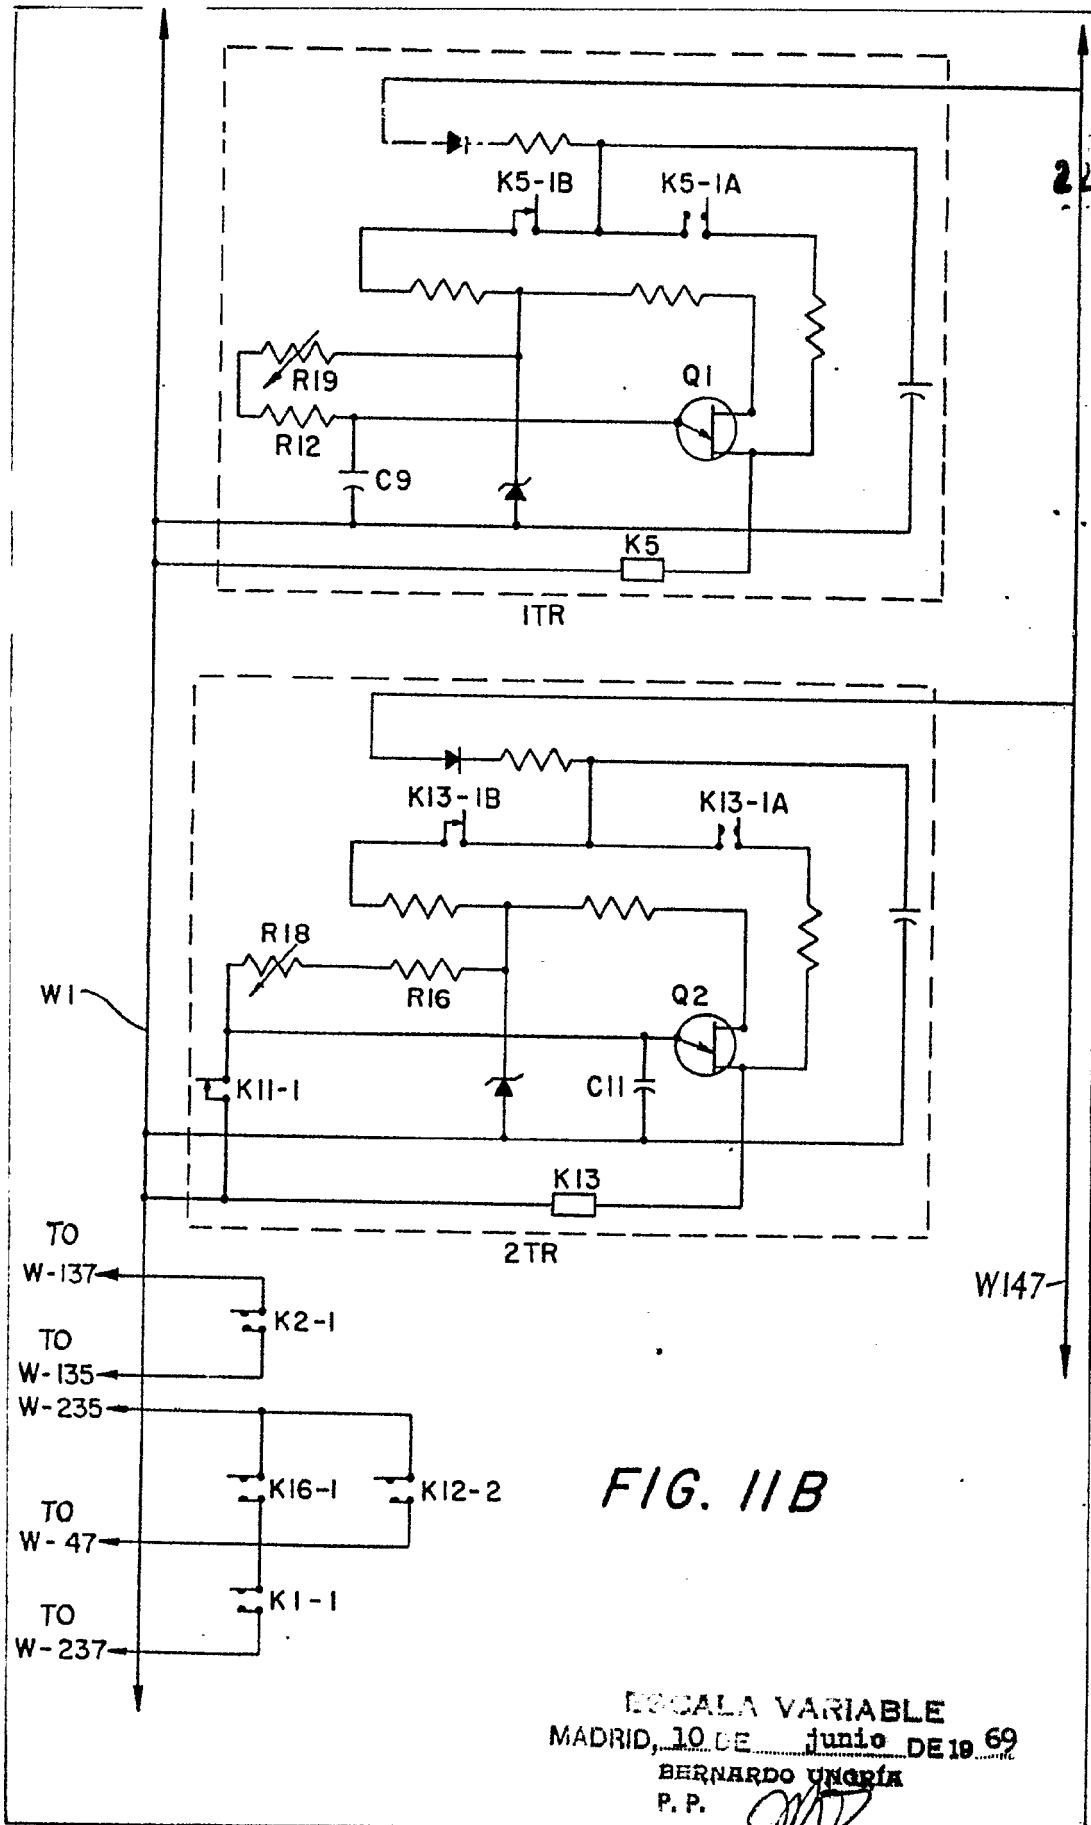 K5-1B
K5-1A
R19
Q1
R12
C9
K5
1TR
K13-1B
K13-1A
R18
W1
R16
Q2
K11-1
C11
K13
2TR
TO
W-137
K2-1
W147
TO
W-135
W-235
K16-1
K12-2
FIG. 11B
TO
W-47
K1-1
TO
W-237
ESCALA VARIABLE
MADRID, 10 DE junio DE 19 69
BERNARDO UNGRÍA
P. P.